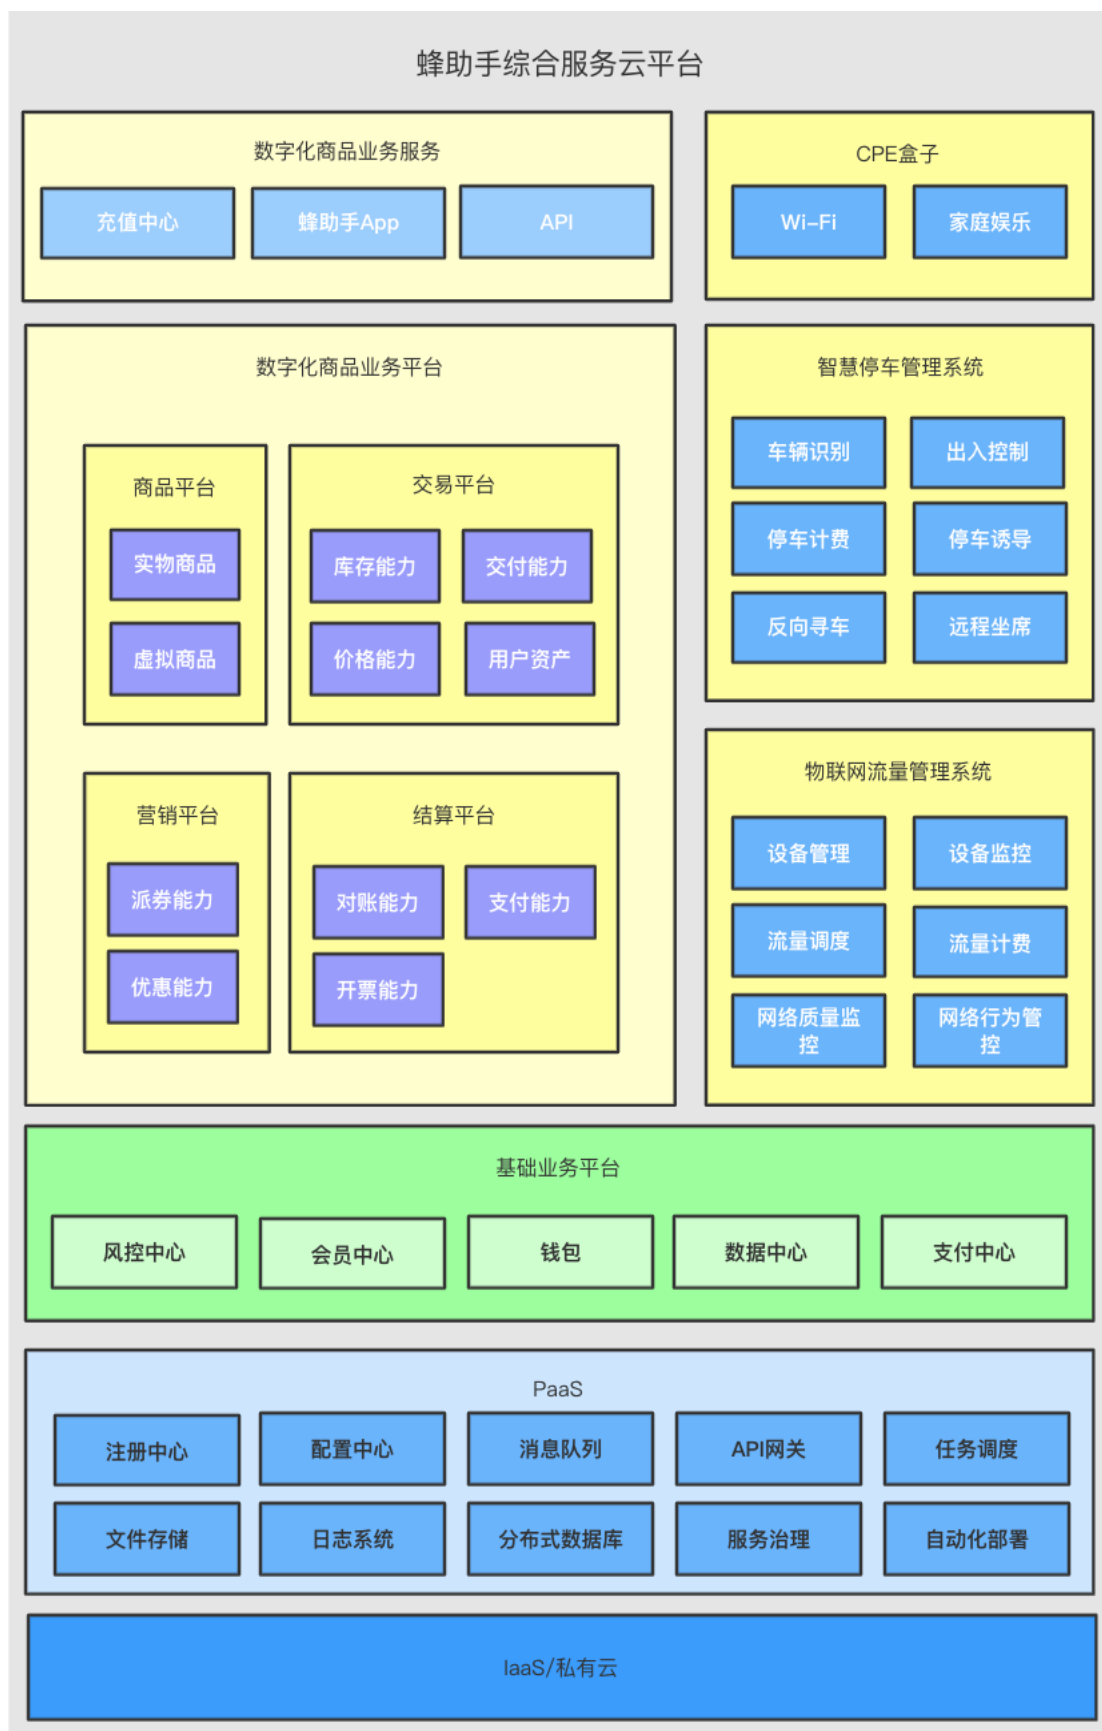 蜂助手综合服务云平台
数字化商品业务服务
充值中心
蜂助手App
API
CPE盒子
Wi-Fi
家庭娱乐
数字化商品业务平台
商品平台
实物商品
虚拟商品
交易平台
库存能力
交付能力
价格能力
用户资产
营销平台
派券能力
优惠能力
结算平台
对账能力
支付能力
开票能力
智慧停车管理系统
车辆识别
出入控制
停车计费
停车诱导
反向寻车
远程坐席
物联网流量管理系统
设备管理
设备监控
流量调度
流量计费
网络质量监
控
网络行为管
控
基础业务平台
风控中心
会员中心
钱包
数据中心
支付中心
PaaS
注册中心
配置中心
消息队列
API网关
任务调度
文件存储
日志系统
分布式数据库
服务治理
自动化部署
IaaS/私有云